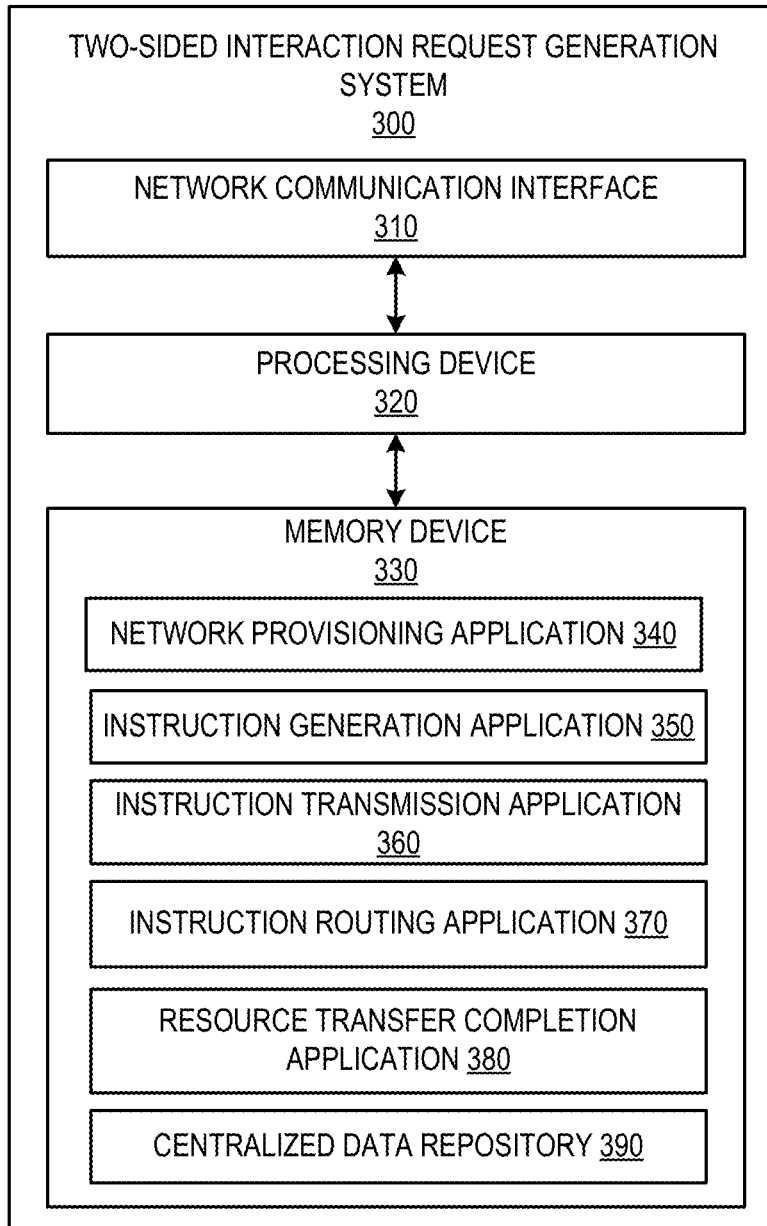 TWO-SIDED INTERACTION REQUEST GENERATION
SYSTEM
300
NETWORK COMMUNICATION INTERFACE
310
PROCESSING DEVICE
320
MEMORY DEVICE
330
NETWORK PROVISIONING APPLICATION 340
INSTRUCTION GENERATION APPLICATION 350
INSTRUCTION TRANSMISSION APPLICATION
360
INSTRUCTION ROUTING APPLICATION 370
RESOURCE TRANSFER COMPLETION
APPLICATION 380
CENTRALIZED DATA REPOSITORY 390